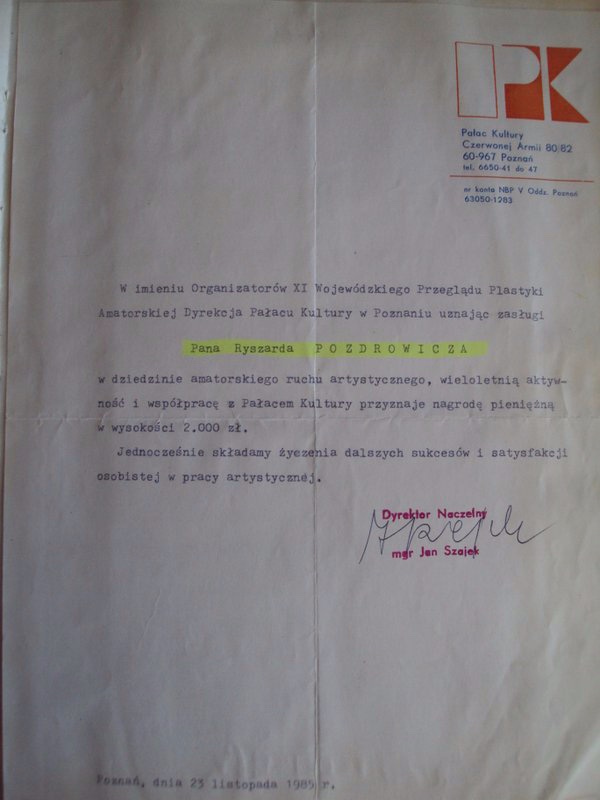 PK
Pałac Kultury
Czerwonej Armii 80/82
60-967 Poznań
tel. 6650-41 do 47
nr konta NBP V Oddz. Poznań
63050-1283
W imieniu Organizatorów XI Wojewódzkiego Przeglądu Plastyki
Amatorskiej Dyrekcja Pałacu Kultury w Poznaniu uznając zasługi
Pana Ryszarda POZDROWICZA
w dziedzinie amatorskiego ruchu artystycznego, wieloletnią aktyw-
ność i współpracę z Pałacem Kultury przyznaje nagrodę pieniężną
w wysokości 2.000 zł.
Jednocześnie składamy życzenia dalszych sukcesów i satysfakcji
osobistej w pracy artystycznej.
Dyrektor Naczelny
mgr Jan Szajek
Poznań, dnia 23 listopada 1985 r.